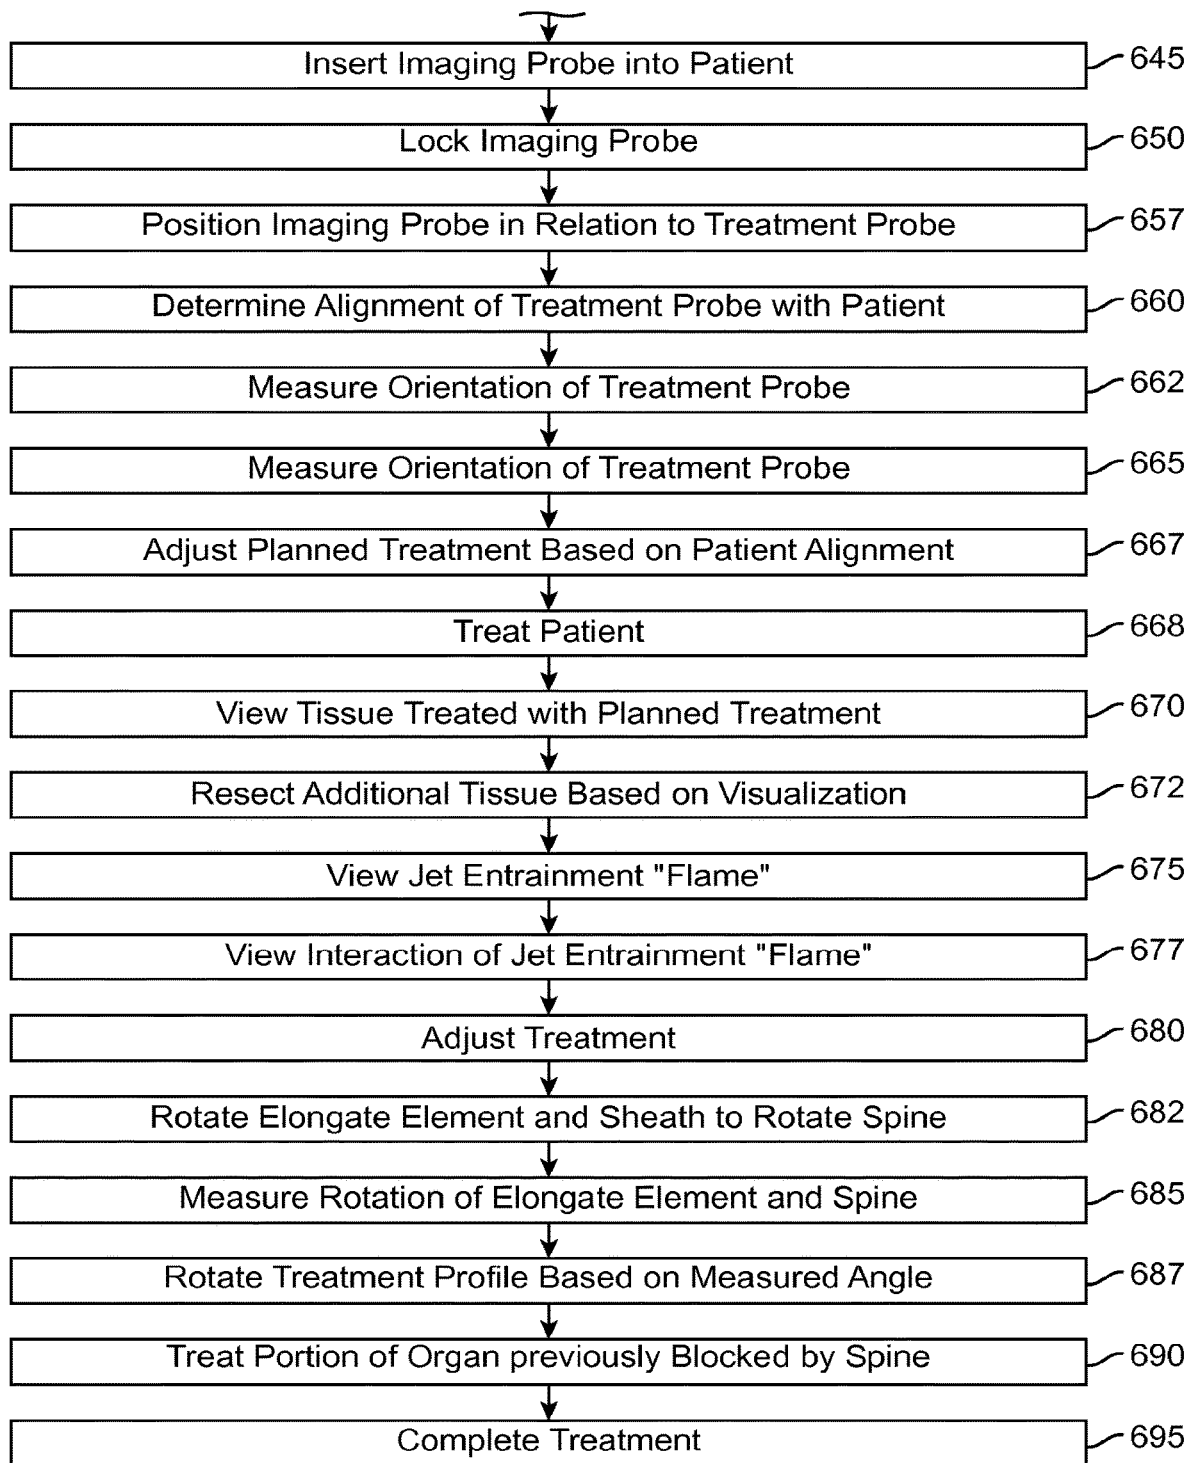 Insert Imaging Probe into Patient 645
Lock Imaging Probe 650
Position Imaging Probe in Relation to Treatment Probe 657
Determine Alignment of Treatment Probe with Patient 660
Measure Orientation of Treatment Probe 662
Measure Orientation of Treatment Probe 665
Adjust Planned Treatment Based on Patient Alignment 667
Treat Patient 668
View Tissue Treated with Planned Treatment 670
Resect Additional Tissue Based on Visualization 672
View Jet Entrainment "Flame" 675
View Interaction of Jet Entrainment "Flame" 677
Adjust Treatment 680
Rotate Elongate Element and Sheath to Rotate Spine 682
Measure Rotation of Elongate Element and Spine 685
Rotate Treatment Profile Based on Measured Angle 687
Treat Portion of Organ previously Blocked by Spine 690
Complete Treatment 695